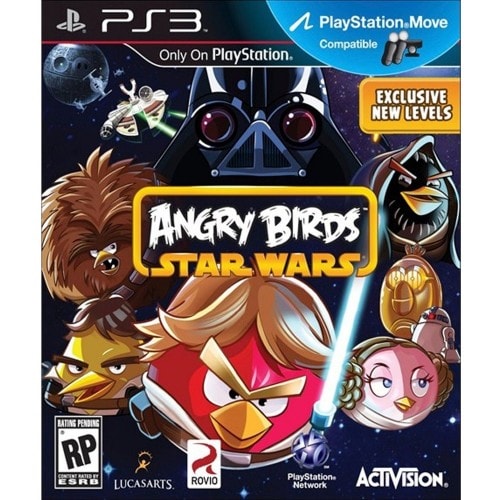 PS3
PlayStation®Move
Compatible
Only On PlayStation®
EXCLUSIVE
NEW LEVELS
ANGRY BIRDS™
STAR WARS
RATING PENDING
RP
CONTENT RATED BY
ESRB
LUCASARTS
ROVIO
PlayStation®
Network
ACTIVISION®